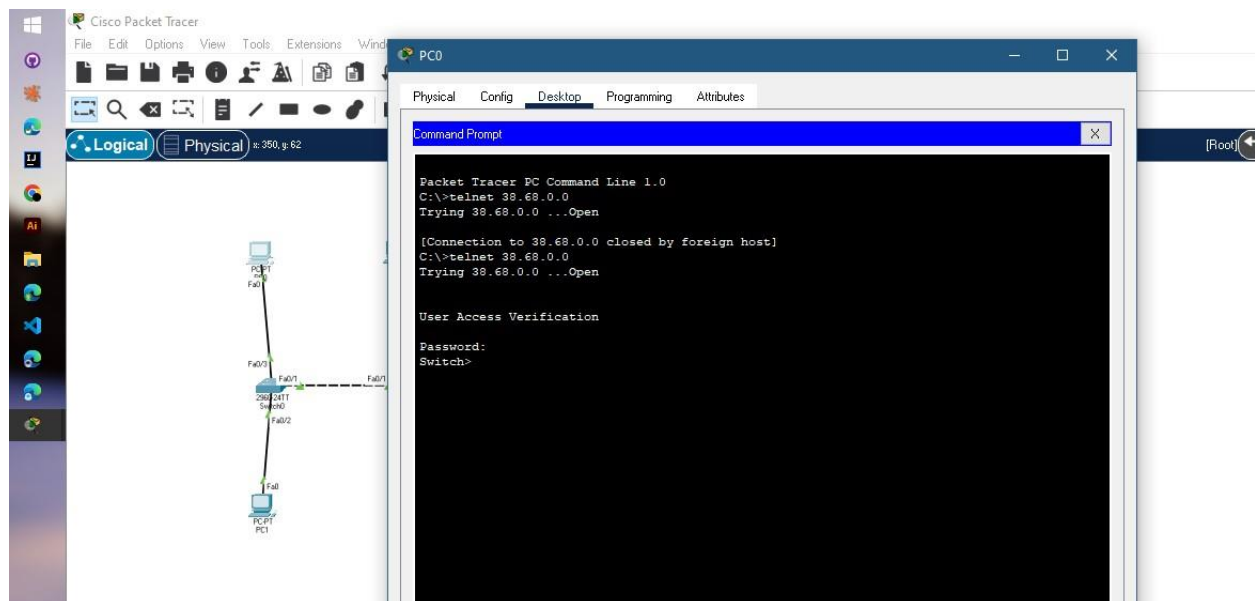 Cisco Packet Tracer
File Edit Options View Tools Extensions Wind
PC0
Physical Config Desktop Programming Attributes
Command Prompt
X
Logical Physical x: 350, y: 62
[Root]
Packet Tracer PC Command Line 1.0
C:\>telnet 38.68.0.0
Trying 38.68.0.0 ...Open
[Connection to 38.68.0.0 closed by foreign host]
C:\>telnet 38.68.0.0
Trying 38.68.0.0 ...Open
User Access Verification
Password:
Switch>
PC-PT
Fa0
Fa0/3
Fa0/1
Fa0/1
2960-24TT
Switch0
Fa0/2
Fa0
PC-PT
PC1
Ai
IJ